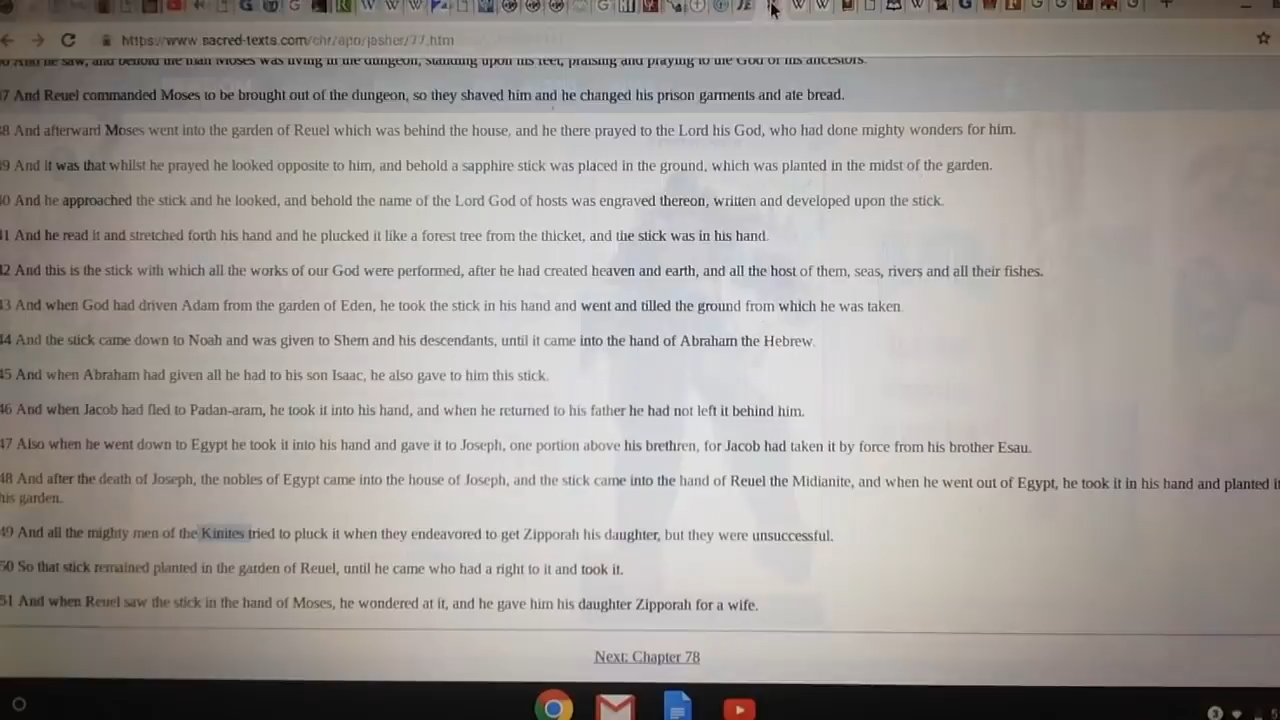 https://www.sacred-texts.com/chr/apo/jasher/77.htm
And he saw, and behold the man Moses was living in the dungeon, standing upon his feet, praising and praying to the God of his ancestors.
7 And Reuel commanded Moses to be brought out of the dungeon, so they shaved him and he changed his prison garments and ate bread.
8 And afterward Moses went into the garden of Reuel which was behind the house, and he there prayed to the Lord his God, who had done mighty wonders for him.
9 And it was that whilst he prayed he looked opposite to him, and behold a sapphire stick was placed in the ground, which was planted in the midst of the garden.
0 And he approached the stick and he looked, and behold the name of the Lord God of hosts was engraved thereon, written and developed upon the stick.
1 And he read it and stretched forth his hand and he plucked it like a forest tree from the thicket, and the stick was in his hand.
2 And this is the stick with which all the works of our God were performed, after he had created heaven and earth, and all the host of them, seas, rivers and all their fishes.
3 And when God had driven Adam from the garden of Eden, he took the stick in his hand and went and tilled the ground from which he was taken.
44 And the stick came down to Noah and was given to Shem and his descendants, until it came into the hand of Abraham the Hebrew.
45 And when Abraham had given all he had to his son Isaac, he also gave to him this stick.
46 And when Jacob had fled to Padan-aram, he took it into his hand, and when he returned to his father he had not left it behind him.
47 Also when he went down to Egypt he took it into his hand and gave it to Joseph, one portion above his brethren, for Jacob had taken it by force from his brother Esau.
48 And after the death of Joseph, the nobles of Egypt came into the house of Joseph, and the stick came into the hand of Reuel the Midianite, and when he went out of Egypt, he took it in his hand and planted i
his garden.
49 And all the mighty men of the Kinites tried to pluck it when they endeavored to get Zipporah his daughter, but they were unsuccessful.
50 So that stick remained planted in the garden of Reuel, until he came who had a right to it and took it.
51 And when Reuel saw the stick in the hand of Moses, he wondered at it, and he gave him his daughter Zipporah for a wife.
Next: Chapter 78